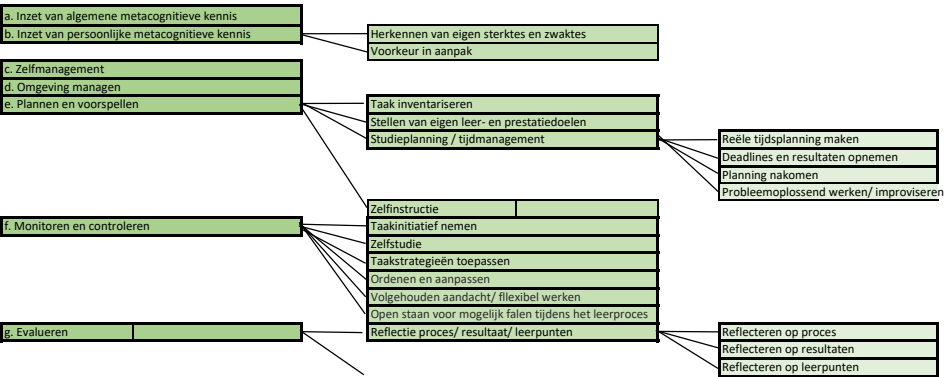 a. Inzet van algemene metacognitieve kennis
b. Inzet van persoonlijke metacognitieve kennis
Herkennen van eigen sterktes en zwaktes
Voorkeur in aanpak
c. Zelfmanagement
d. Omgeving managen
e. Plannen en voorspellen
Taak inventariseren
Stellen van eigen leer- en prestatiedoelen
Studieplanning / tijdmanagement
Reële tijdsplanning maken
Deadlines en resultaten opnemen
Planning nakomen
Probleemoplossend werken/ improviseren
Zelfinstructie
f. Monitoren en controleren
Taakinitiatief nemen
Zelfstudie
Taakstrategieën toepassen
Ordenen en aanpassen
Volgehouden aandacht/ fllexibel werken
Open staan voor mogelijk falen tijdens het leerproces
g. Evalueren
Reflectie proces/ resultaat/ leerpunten
Reflecteren op proces
Reflecteren op resultaten
Reflecteren op leerpunten